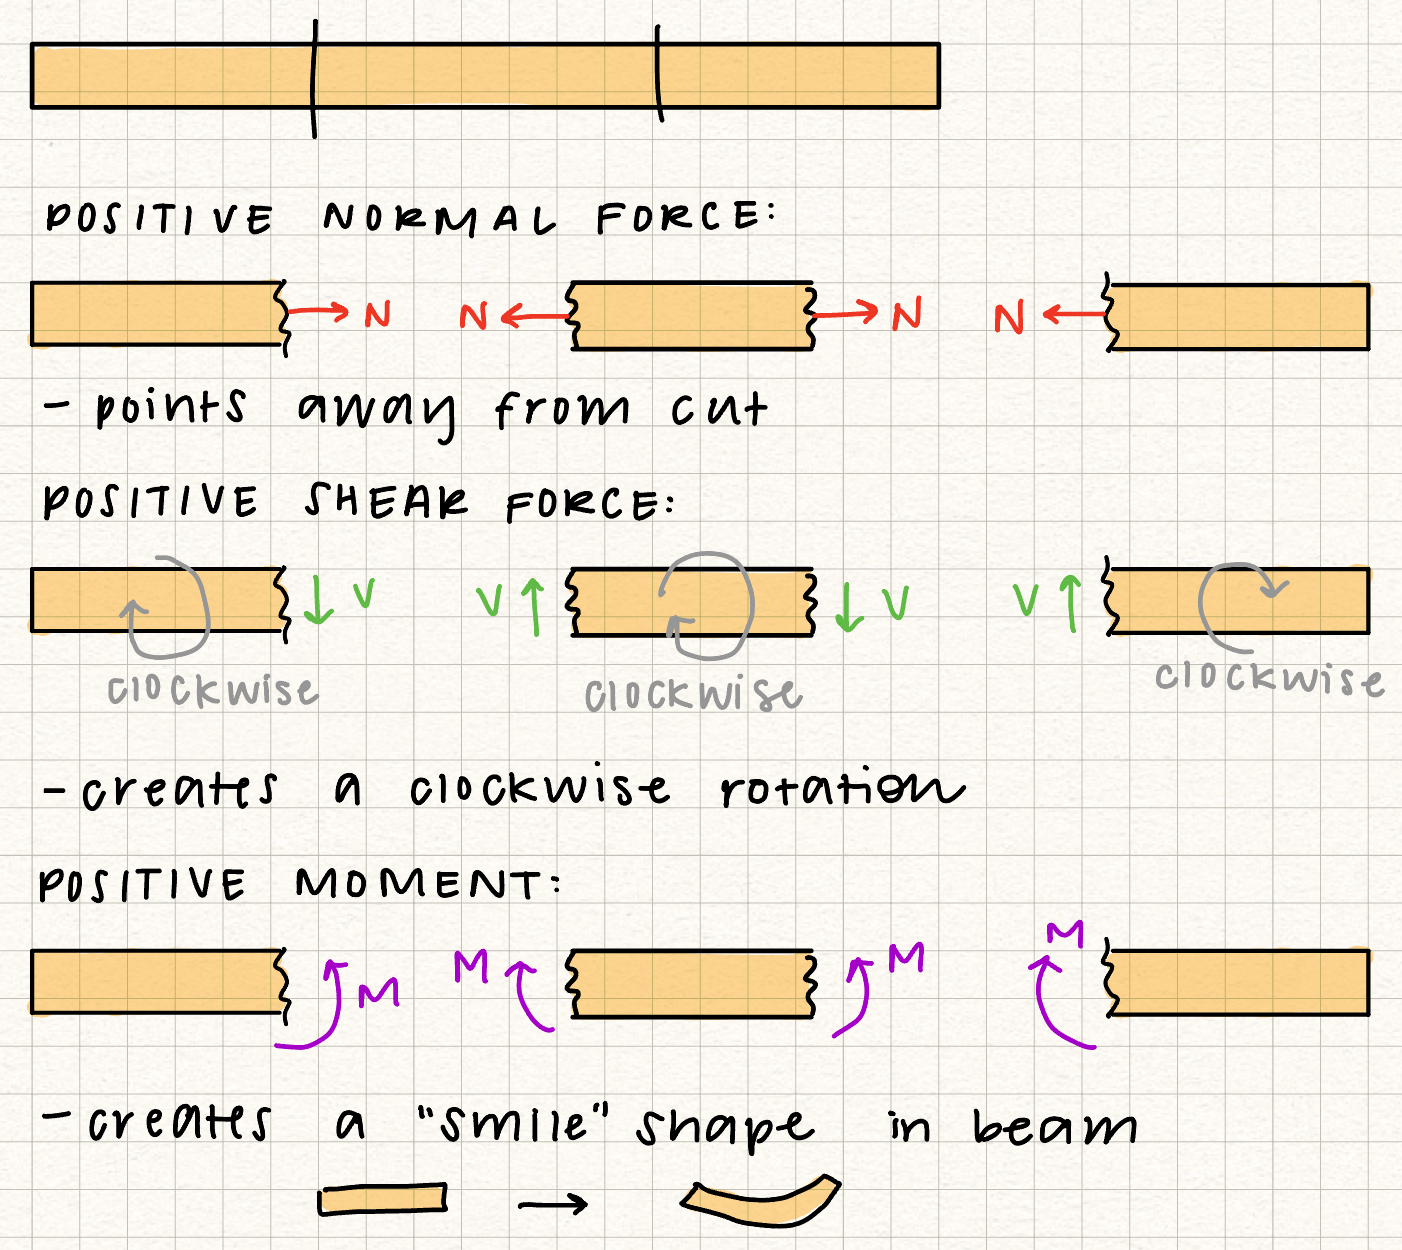 POSITIVE NORMAL FORCE:
N N N N
- points away from cut
POSITIVE SHEAR FORCE:
V V V V
clockwise clockwise clockwise
- creates a clockwise rotation
POSITIVE MOMENT:
M M M M
- creates a "smile" shape in beam